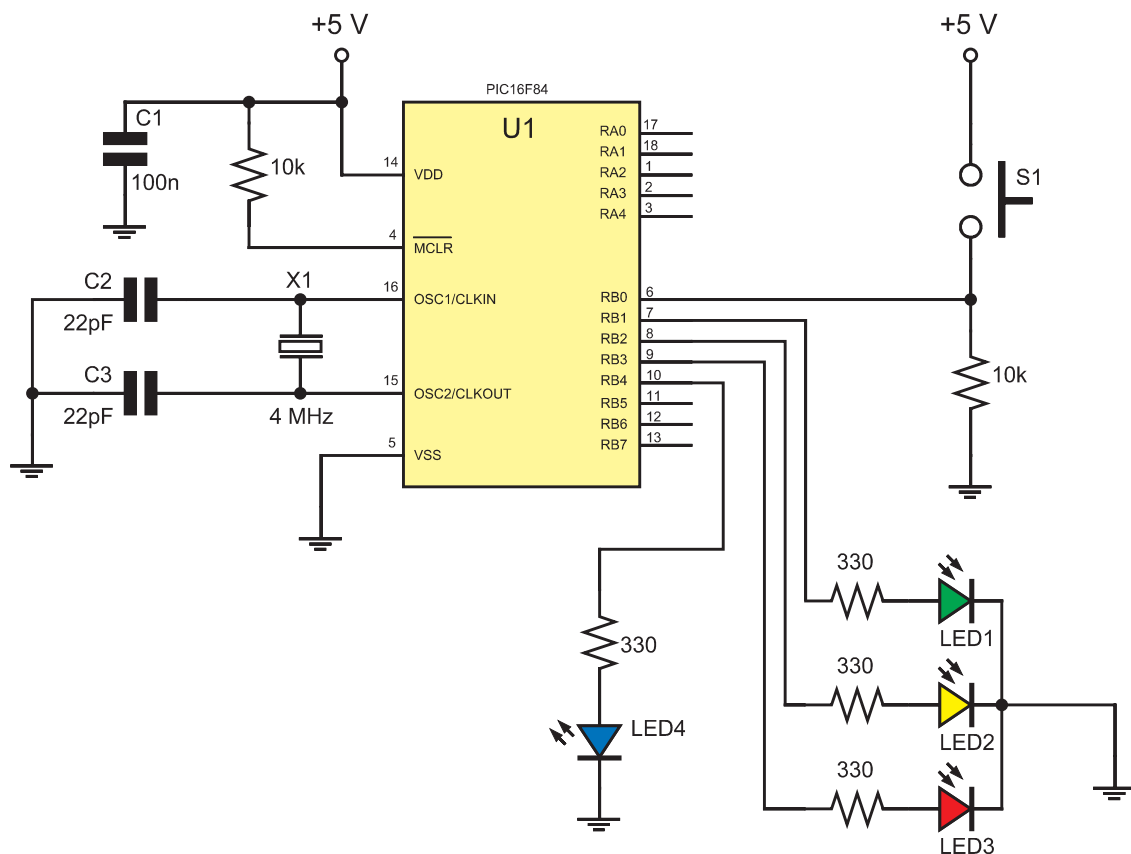 +5 V
+5 V
PIC16F84
U1
C1
100n
10k
14
VDD
4
MCLR
C2
22pF
X1
16
OSC1/CLKIN
C3
22pF
4 MHz
15
OSC2/CLKOUT
5
VSS
RA0
17
RA1
18
RA2
1
RA3
2
RA4
3
RB0
6
RB1
7
RB2
8
RB3
9
RB4
10
RB5
11
RB6
12
RB7
13
S1
10k
330
LED4
330
LED1
330
LED2
330
LED3